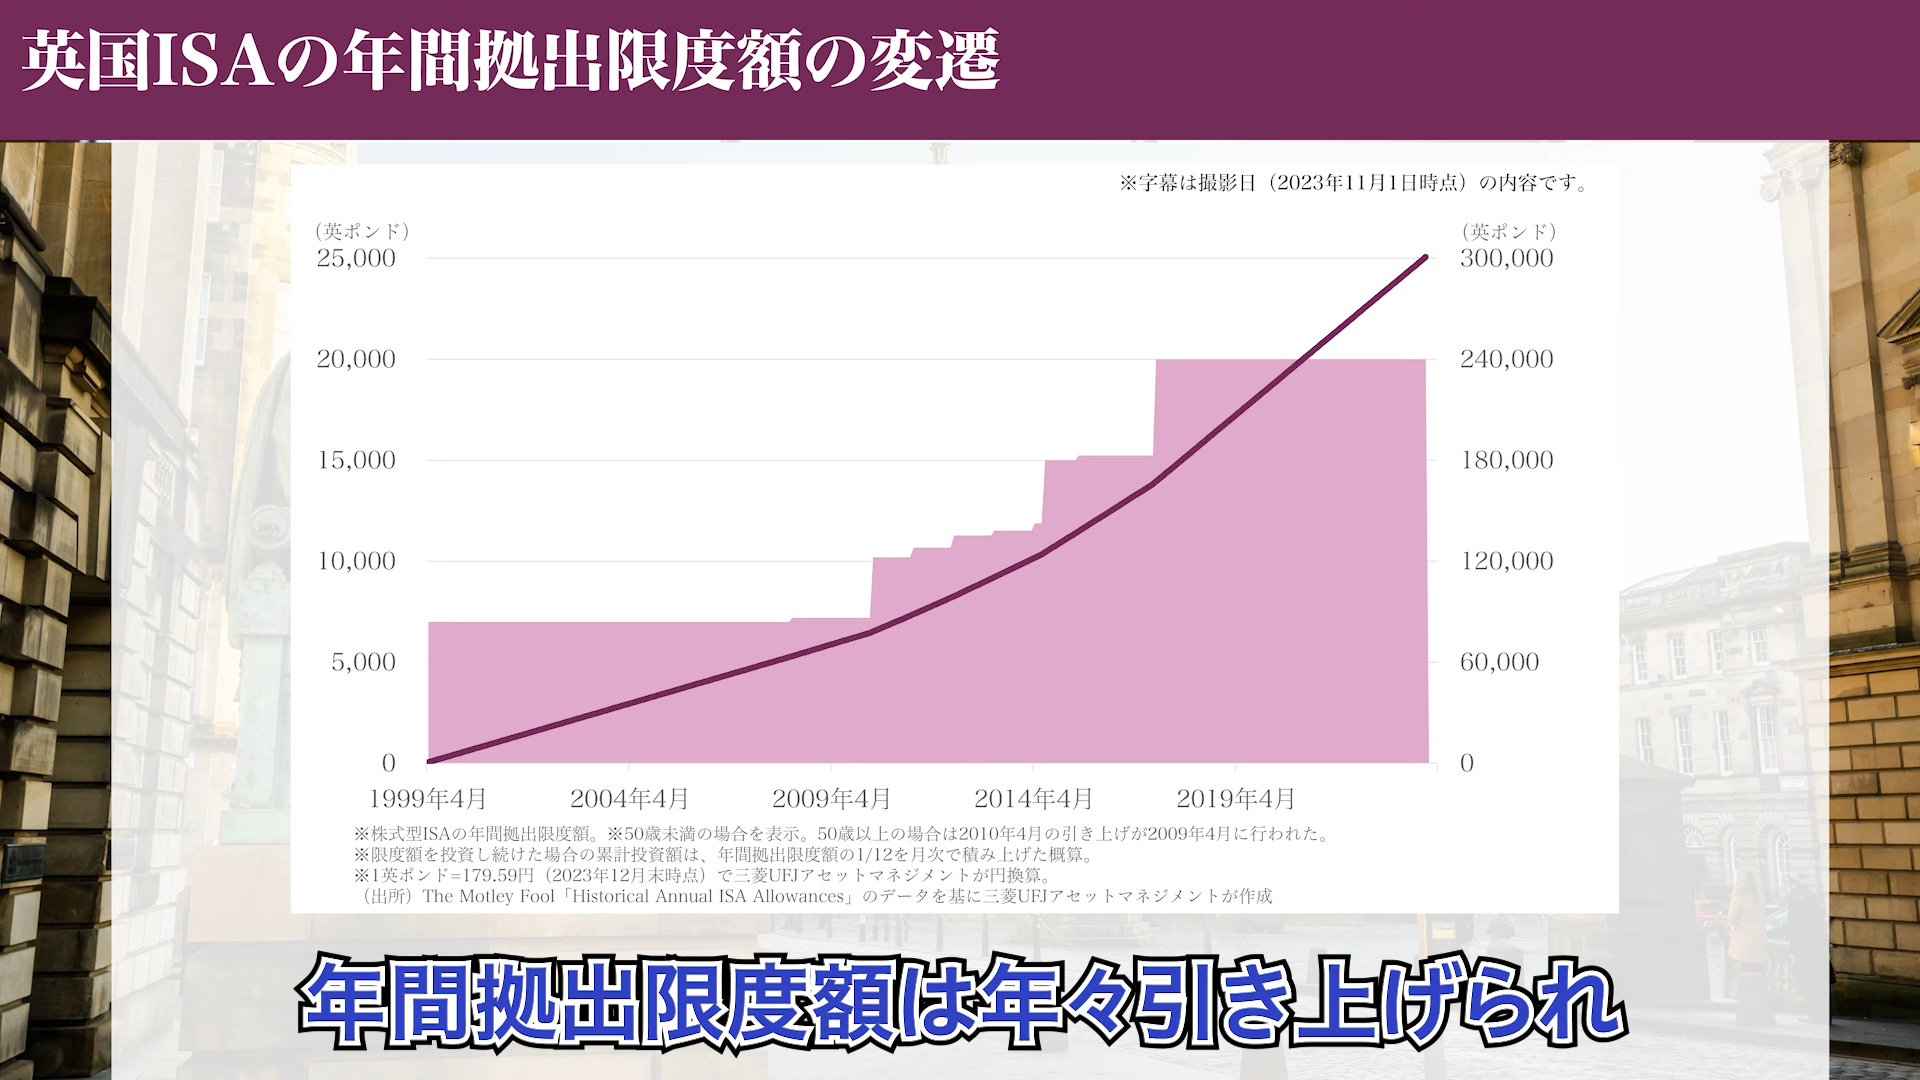 英国ISAの年間拠出限度額の変遷
※字幕は撮影日（2023年11月1日時点）の内容です。
（英ポンド）
（英ポンド）
25,000
300,000
20,000
240,000
15,000
180,000
10,000
120,000
5,000
60,000
0
0
1999年4月
2004年4月
2009年4月
2014年4月
2019年4月
※株式型ISAの年間拠出限度額。※50歳未満の場合を表示。50歳以上の場合は2010年4月の引き上げが2009年4月に行われた。
※限度額を投資し続けた場合の累計投資額は、年間拠出限度額の1/12を月次で積み上げた概算。
※1英ポンド=179.59円（2023年12月末時点）で三菱UFJアセットマネジメントが円換算。
（出所）The Motley Fool「Historical Annual ISA Allowances」のデータを基に三菱UFJアセットマネジメントが作成
年間拠出限度額は年々引き上げられ